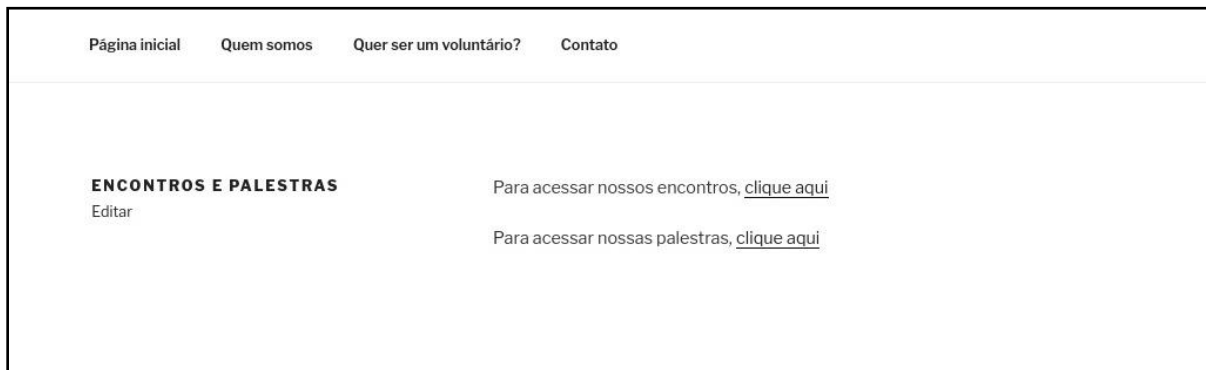 Página inicial Quem somos Quer ser um voluntário? Contato
ENCONTROS E PALESTRAS
Editar
Para acessar nossos encontros, clique aqui
Para acessar nossas palestras, clique aqui